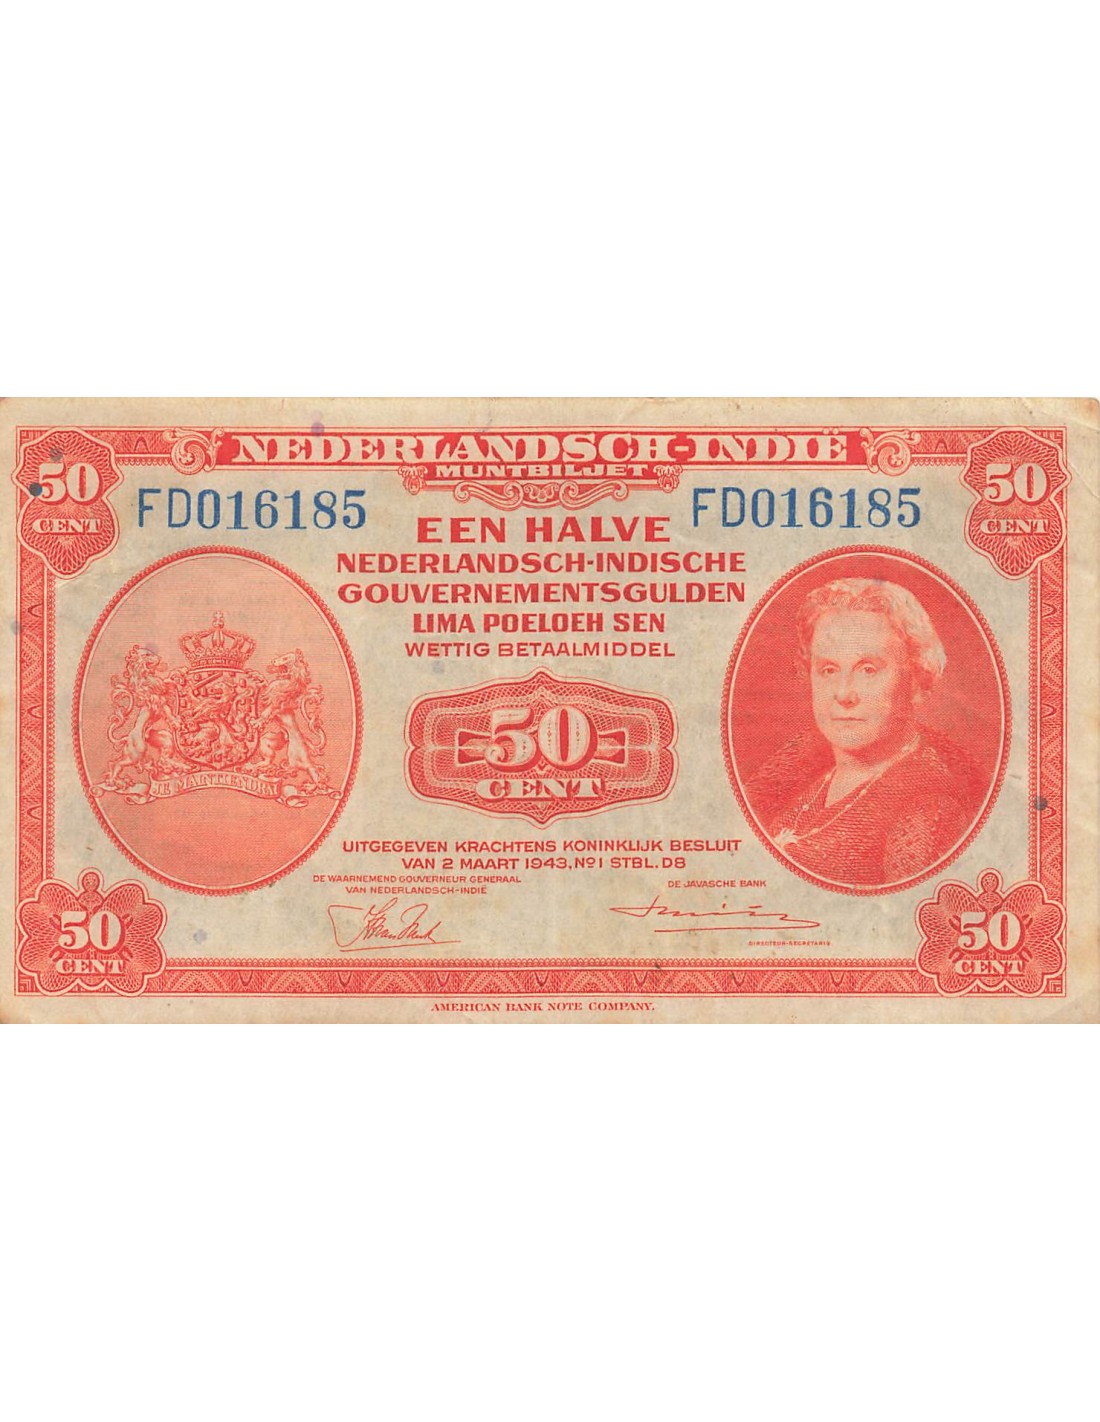 NEDERLANDSCH-INDIË
MUNTBILJET
50 CENT
50 CENT
FD016185
FD016185
EEN HALVE
NEDERLANDSCH-INDISCHE
GOUVERNEMENTSGULDEN
LIMA POELOEH SEN
WETTIG BETAALMIDDEL
50
CENT
JE MAINTIENDRAI
UITGEGEVEN KRACHTENS KONINKLIJK BESLUIT
VAN 2 MAART 1943, No 1 STBL. D8
DE WAARNEMEND GOUVERNEUR GENERAAL
VAN NEDERLANDSCH-INDIË
DE JAVASCHE BANK
DIRECTEUR-SECRETARIS
50 CENT
50 CENT
AMERICAN BANK NOTE COMPANY.